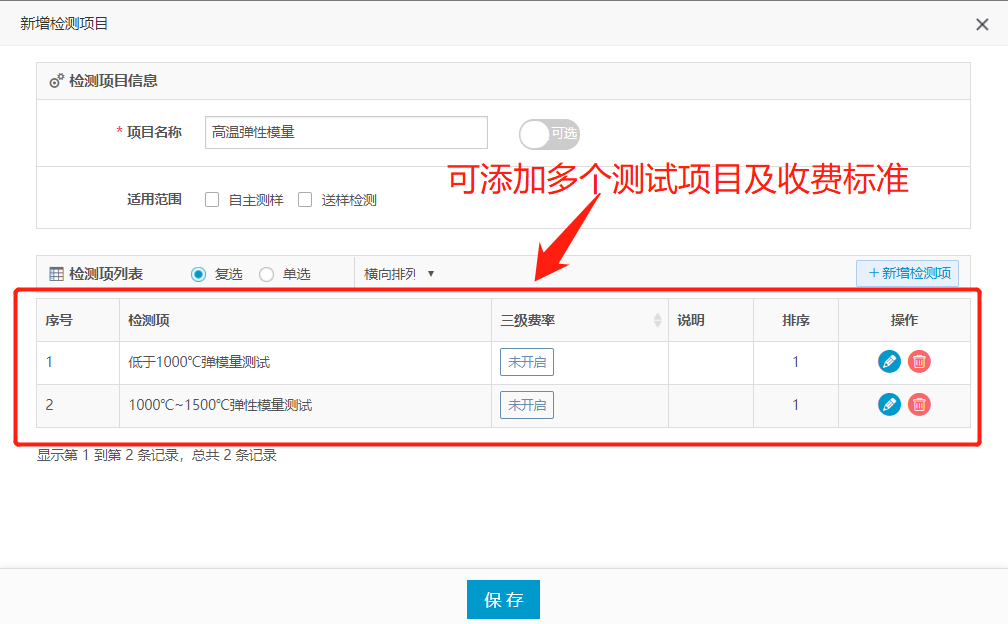 新增检测项目
检测项目信息
* 项目名称 高温弹性模量 可选
可添加多个测试项目及收费标准
适用范围 自主测样 送样检测
检测项列表 复选 单选 横向排列 ▼ +新增检测项
序号 检测项 三级费率 说明 排序 操作
1 低于1000℃弹模量测试 未开启 1
2 1000℃~1500℃弹性模量测试 未开启 1
显示第 1 到第 2 条记录，总共 2 条记录
保 存